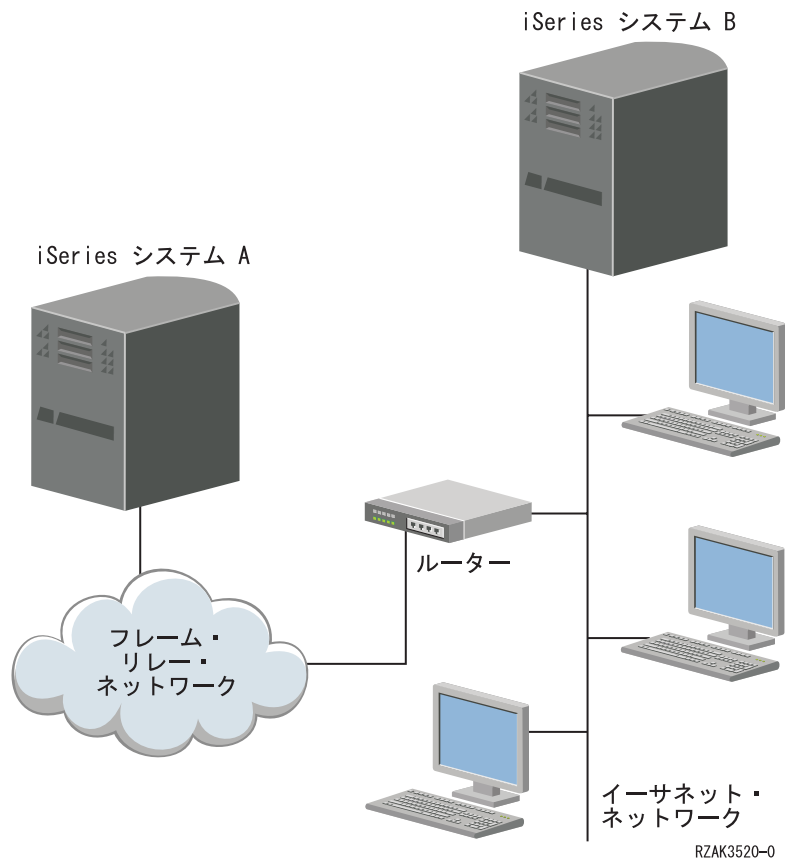 iSeries システム B
iSeries システム A
ルーター
フレーム・
リレー・
ネットワーク
イーサネット・
ネットワーク
RZAK3520-0